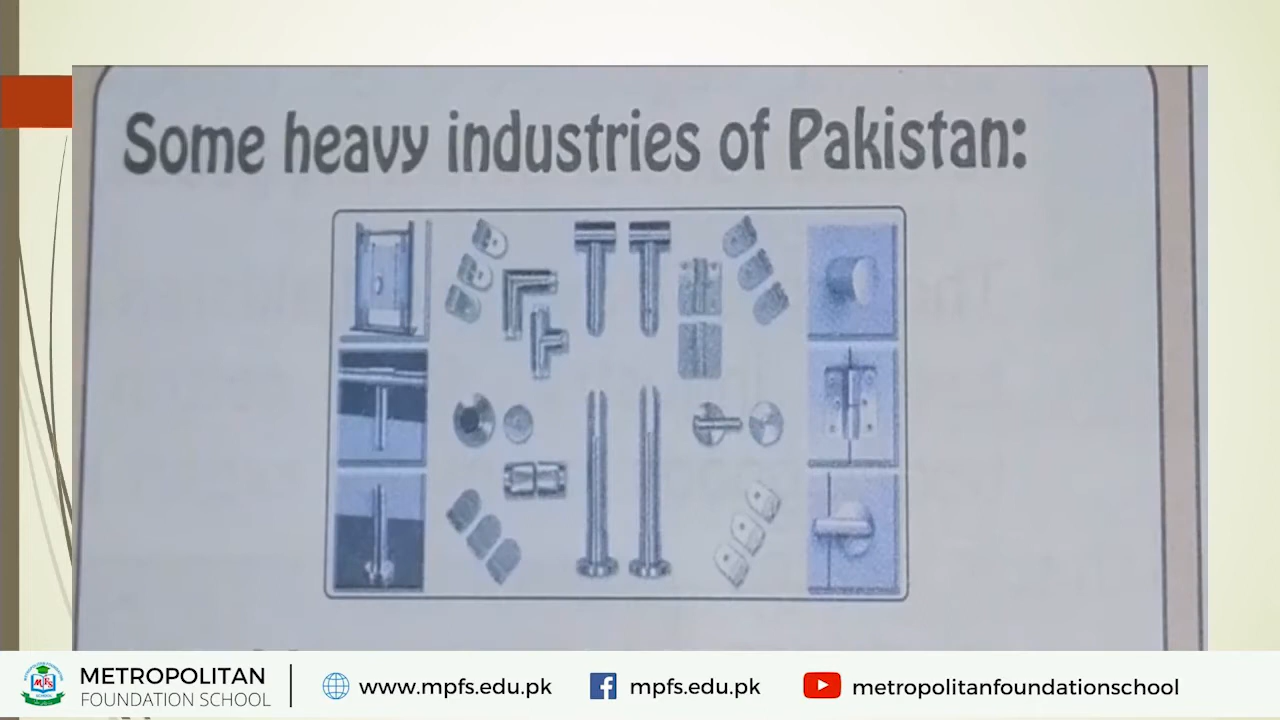 Some heavy industries of Pakistan:
METROPOLITAN
FOUNDATION SCHOOL
www.mpfs.edu.pk
mpfs.edu.pk
metropolitanfoundationschool